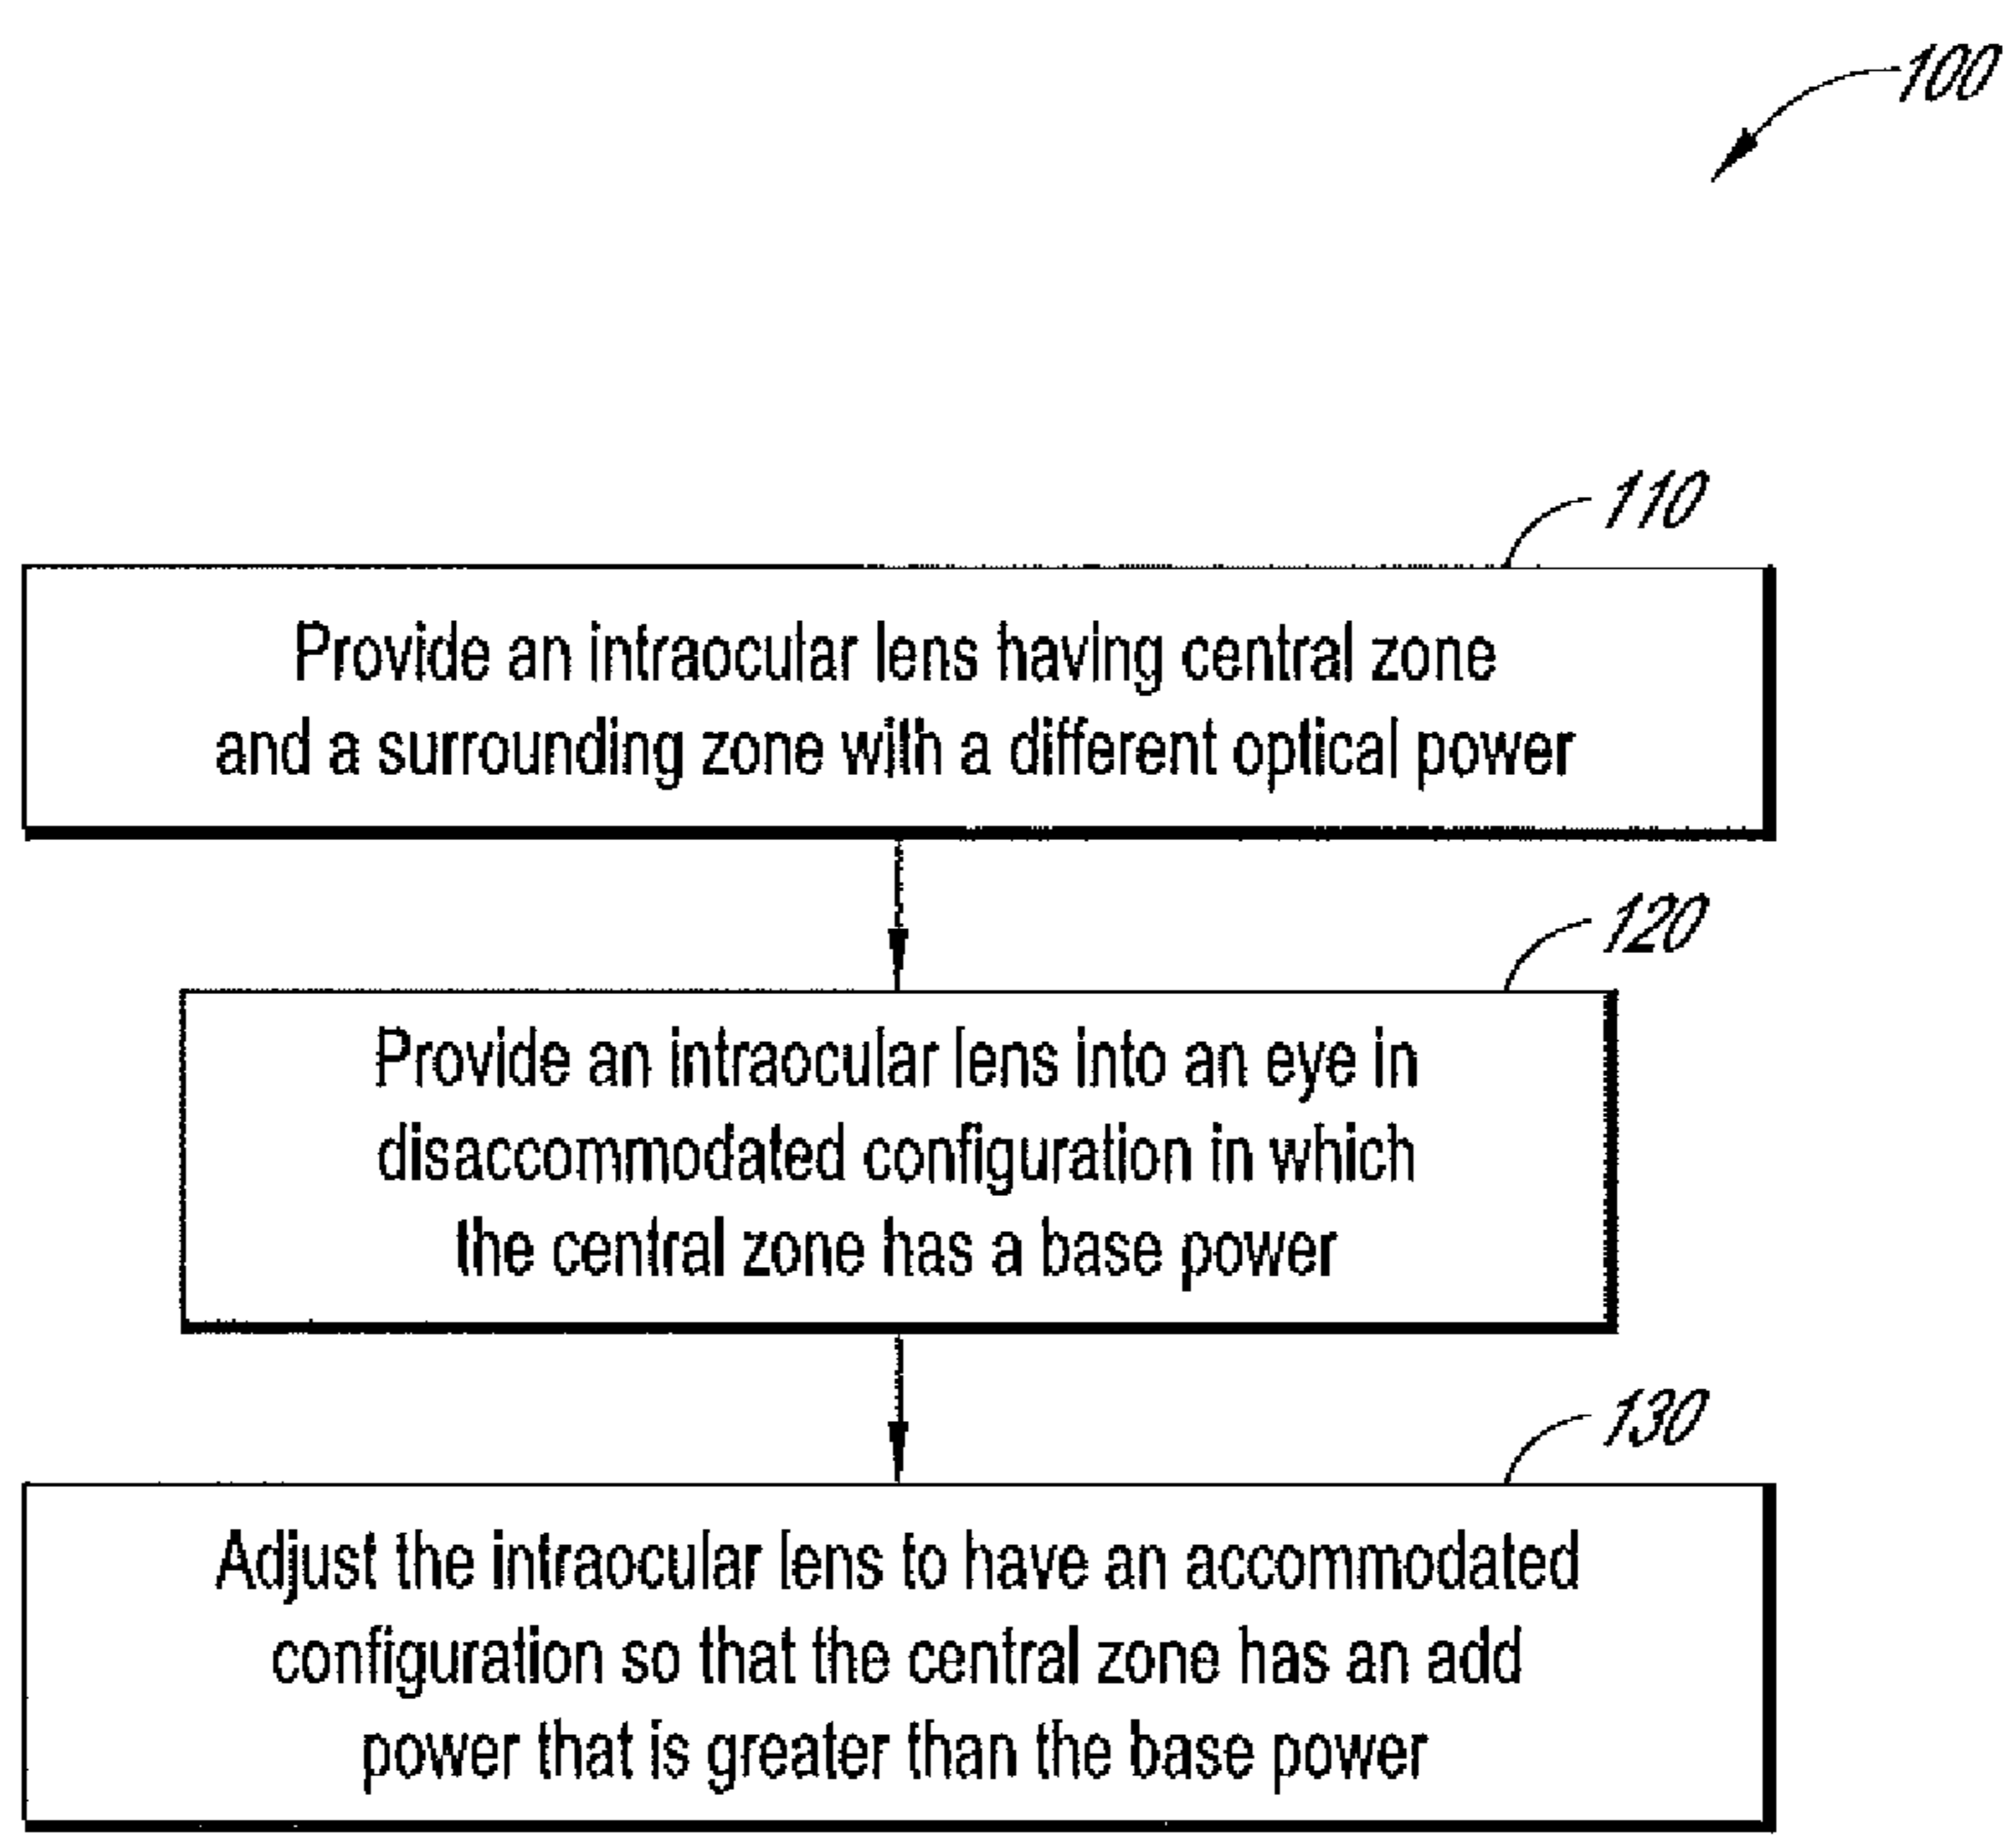 100
110
Provide an intraocular lens having central zone
and a surrounding zone with a different optical power
120
Provide an intraocular lens into an eye in
disaccommodated configuration in which
the central zone has a base power
130
Adjust the intraocular lens to have an accommodated
configuration so that the central zone has an add
power that is greater than the base power